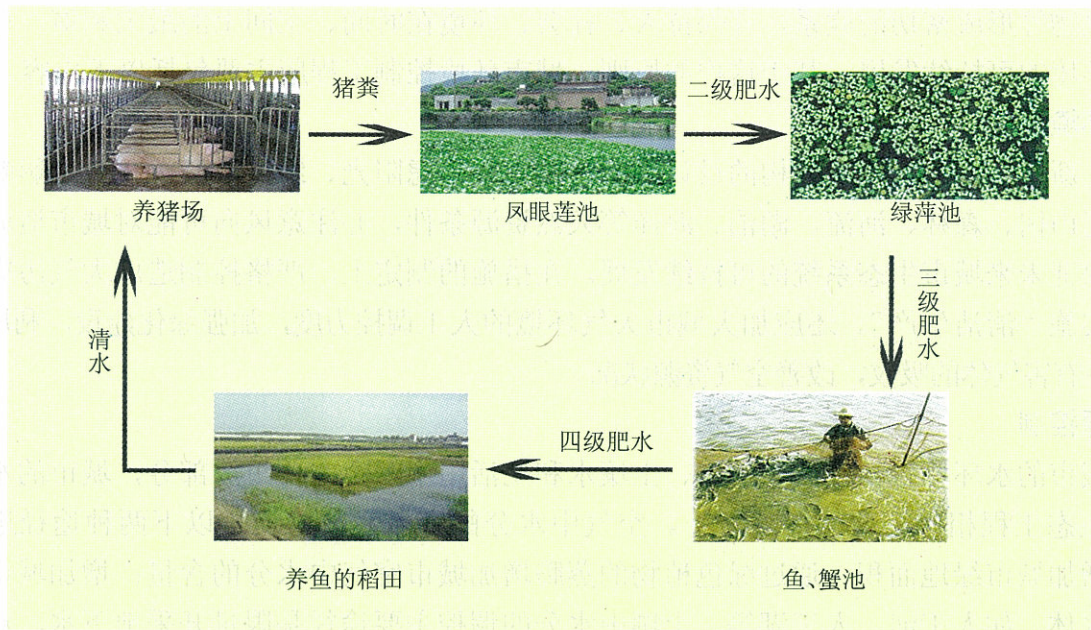 猪粪
二级肥水
养猪场
凤眼莲池
绿萍池
三级肥水
清水
四级肥水
养鱼的稻田
鱼、蟹池